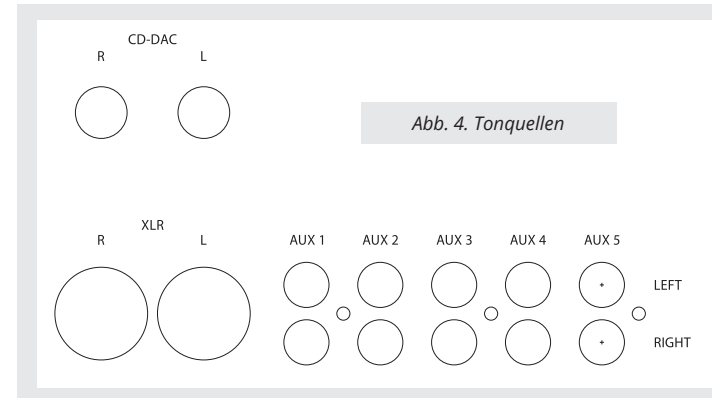 CD-DAC
R L
Abb. 4. Tonquellen
XLR
R L
AUX 1 AUX 2 AUX 3 AUX 4 AUX 5
LEFT
RIGHT